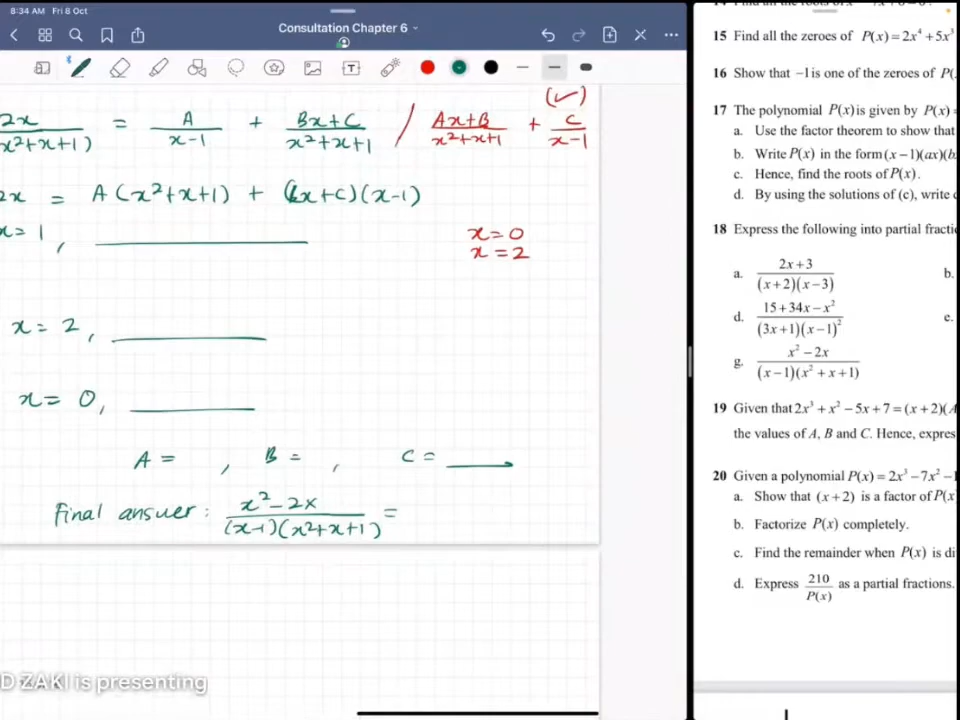 8:34 AM Fri 8 Oct
Consultation Chapter 6
(✓)
2x/(x²+x+1) = A/(x-1) + (Bx+C)/(x²+x+1) / (Ax+B)/(x²+x+1) + C/(x-1)
2x = A(x²+x+1) + (Bx+C)(x-1)
x = 1, ________
x=0
x=2
x = 2, ________
x = 0, ________
A = , B = , C = ____
Final answer: (x²-2x)/((x-1)(x²+x+1)) =
D ZAKI is presenting
15 Find all the zeroes of P(x)=2x⁴+5x³
16 Show that −1 is one of the zeroes of P(
17 The polynomial P(x) is given by P(x)=
a. Use the factor theorem to show that
b. Write P(x) in the form (x−1)(ax)(b
c. Hence, find the roots of P(x).
d. By using the solutions of (c), write
18 Express the following into partial fracti
a. (2x+3)/((x+2)(x−3)) b.
d. (15+34x−x²)/((3x+1)(x−1)²) e.
g. (x²−2x)/((x−1)(x²+x+1))
19 Given that 2x³+x²−5x+7=(x+2)(A
the values of A, B and C. Hence, expres
20 Given a polynomial P(x)=2x³−7x²−
a. Show that (x+2) is a factor of P(x
b. Factorize P(x) completely.
c. Find the remainder when P(x) is di
d. Express 210/P(x) as a partial fractions.